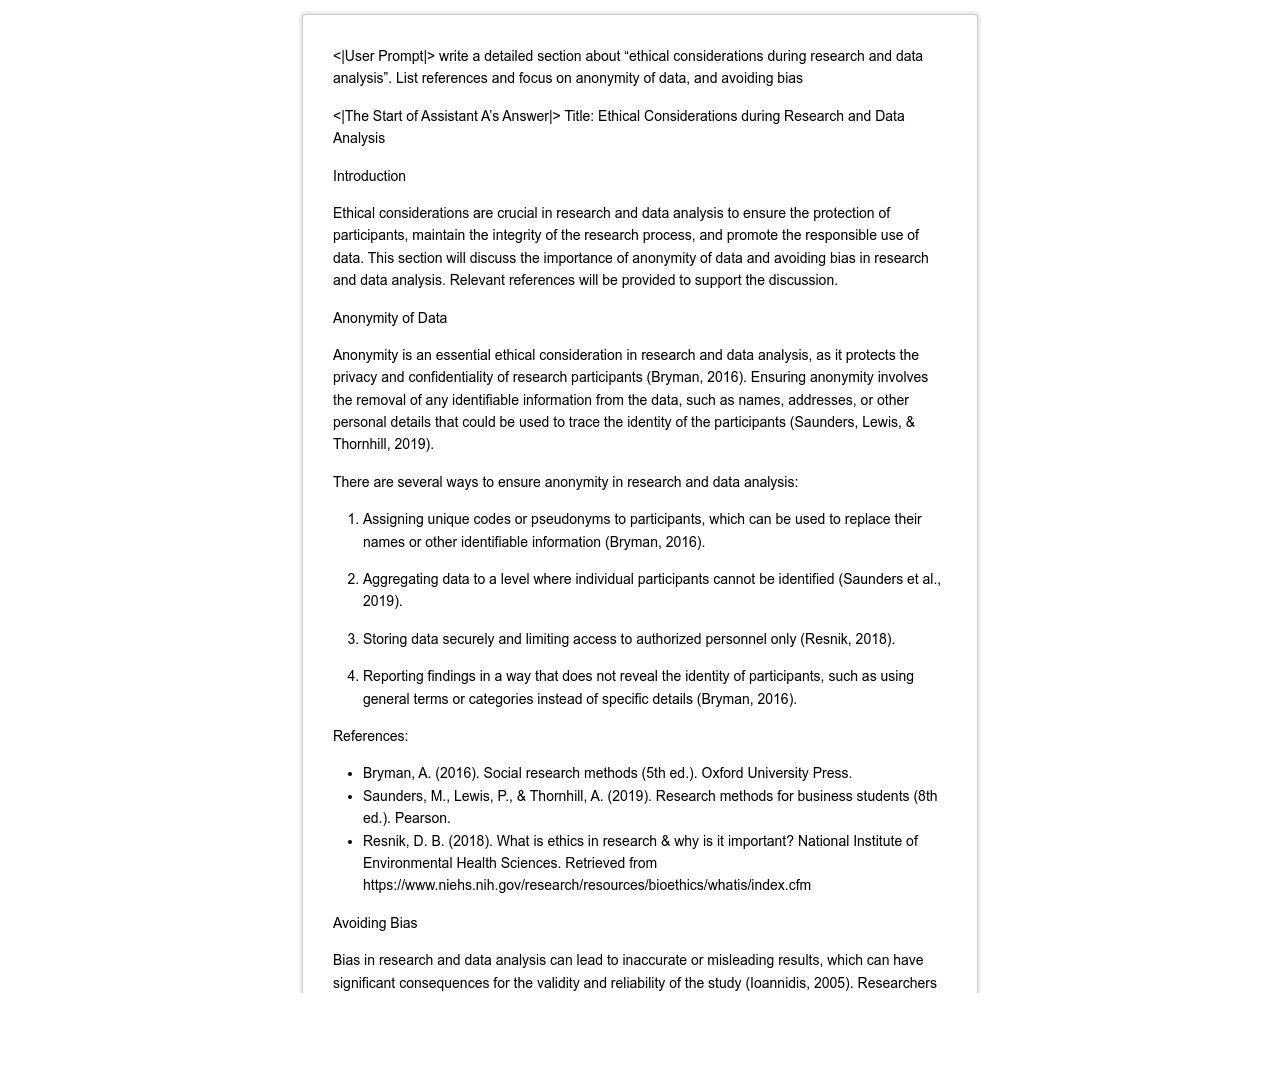 <|User Prompt|> write a detailed section about “ethical considerations during research and data
analysis”. List references and focus on anonymity of data, and avoiding bias
<|The Start of Assistant A’s Answer|> Title: Ethical Considerations during Research and Data
Analysis
Introduction
Ethical considerations are crucial in research and data analysis to ensure the protection of
participants, maintain the integrity of the research process, and promote the responsible use of
data. This section will discuss the importance of anonymity of data and avoiding bias in research
and data analysis. Relevant references will be provided to support the discussion.
Anonymity of Data
Anonymity is an essential ethical consideration in research and data analysis, as it protects the
privacy and confidentiality of research participants (Bryman, 2016). Ensuring anonymity involves
the removal of any identifiable information from the data, such as names, addresses, or other
personal details that could be used to trace the identity of the participants (Saunders, Lewis, &
Thornhill, 2019).
There are several ways to ensure anonymity in research and data analysis:
1. Assigning unique codes or pseudonyms to participants, which can be used to replace their
names or other identifiable information (Bryman, 2016).
2. Aggregating data to a level where individual participants cannot be identified (Saunders et al.,
2019).
3. Storing data securely and limiting access to authorized personnel only (Resnik, 2018).
4. Reporting findings in a way that does not reveal the identity of participants, such as using
general terms or categories instead of specific details (Bryman, 2016).
References:
• Bryman, A. (2016). Social research methods (5th ed.). Oxford University Press.
• Saunders, M., Lewis, P., & Thornhill, A. (2019). Research methods for business students (8th
ed.). Pearson.
• Resnik, D. B. (2018). What is ethics in research & why is it important? National Institute of
Environmental Health Sciences. Retrieved from
https://www.niehs.nih.gov/research/resources/bioethics/whatis/index.cfm
Avoiding Bias
Bias in research and data analysis can lead to inaccurate or misleading results, which can have
significant consequences for the validity and reliability of the study (Ioannidis, 2005). Researchers